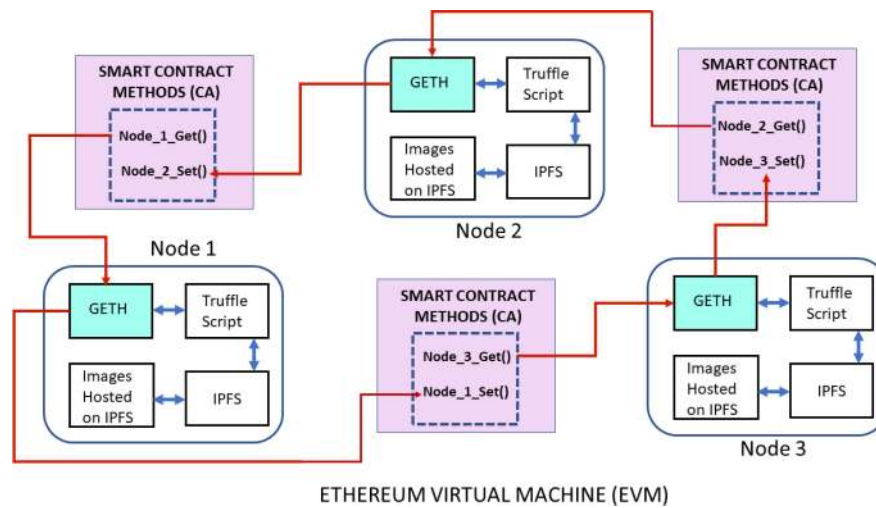 SMART CONTRACT
METHODS (CA)
Node_1_Get()
Node_2_Set()
GETH
Truffle
Script
Images
Hosted
on IPFS
IPFS
Node 2
SMART CONTRACT
METHODS (CA)
Node_2_Get()
Node_3_Set()
Node 1
GETH
Truffle
Script
Images
Hosted
on IPFS
IPFS
SMART CONTRACT
METHODS (CA)
Node_3_Get()
Node_1_Set()
GETH
Truffle
Script
Images
Hosted
on IPFS
IPFS
Node 3
ETHEREUM VIRTUAL MACHINE (EVM)